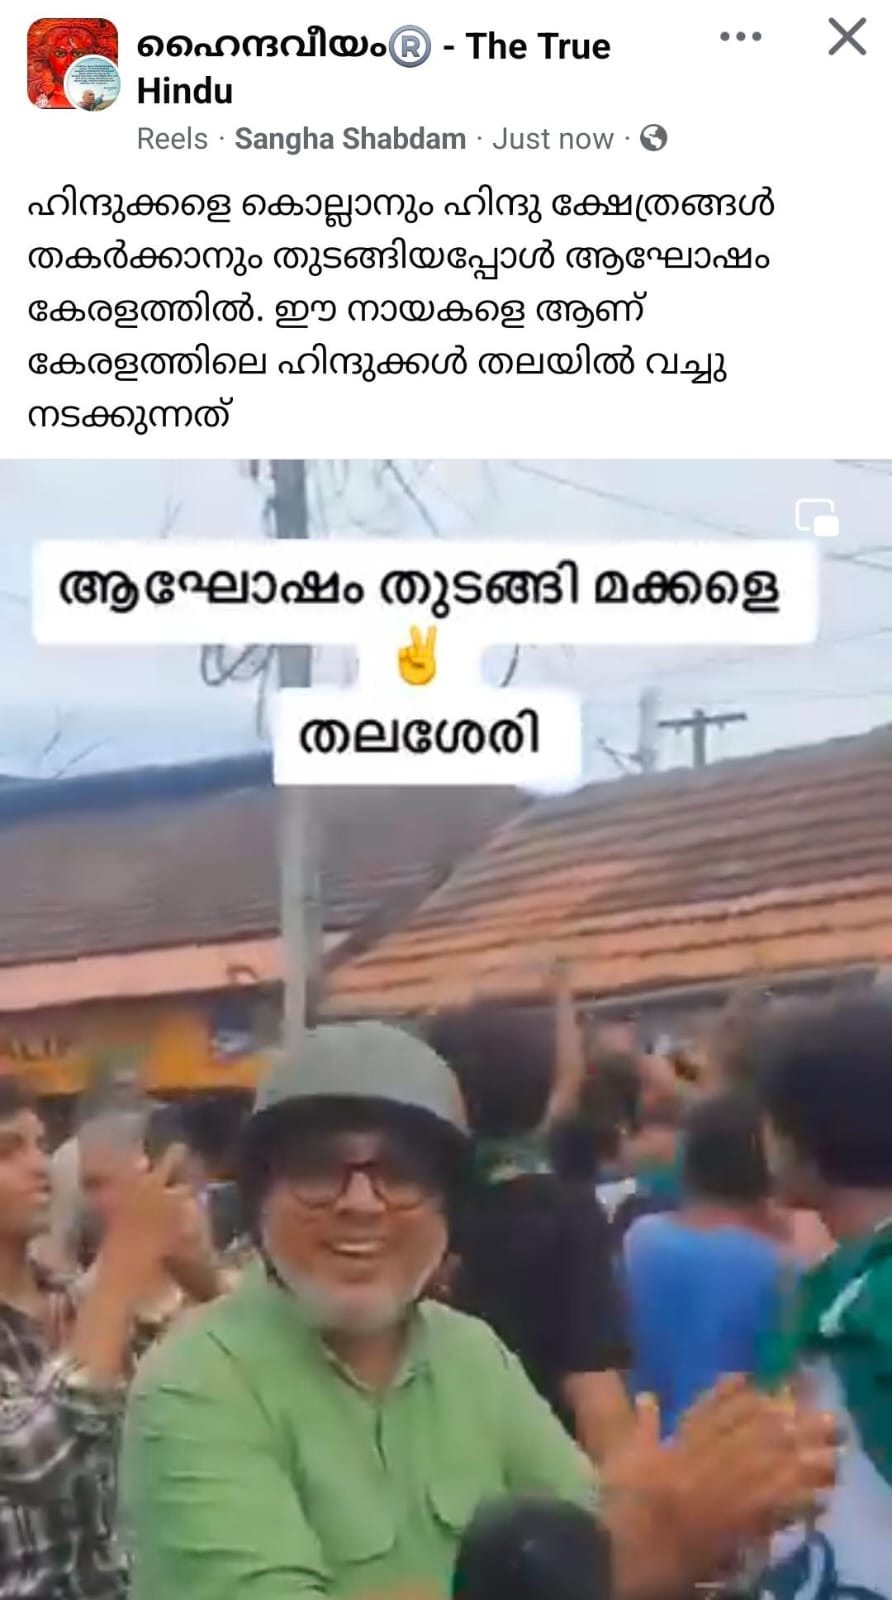 ഹൈന്ദവീയം®️ - The True
Hindu
Reels · Sangha Shabdam · Just now ·
ഹിന്ദുക്കളെ കൊല്ലാനും ഹിന്ദു ക്ഷേത്രങ്ങൾ
തകർക്കാനും തുടങ്ങിയപ്പോൾ ആഘോഷം
കേരളത്തിൽ. ഈ നായകളെ ആണ്
കേരളത്തിലെ ഹിന്ദുക്കൾ തലയിൽ വച്ചു
നടക്കുന്നത്
ആഘോഷം തുടങ്ങി മക്കളെ
✌️
തലശേരി